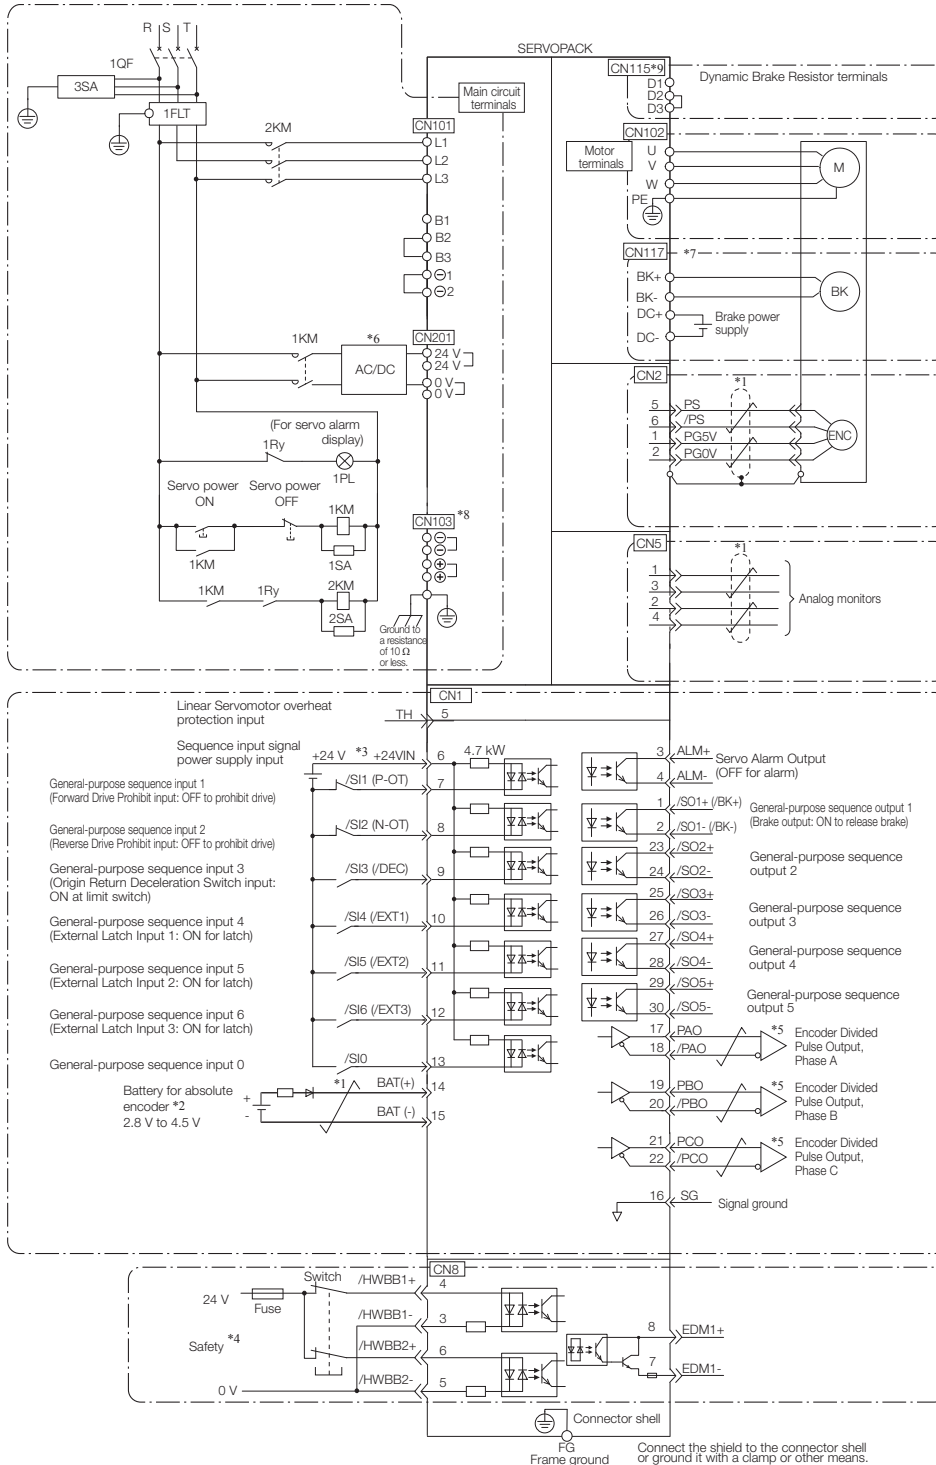 R S T
1QF
3SA
1FLT
2KM
SERVOPACK
Main circuit
terminals
CN101
L1
L2
L3
B1
B2
B3
⊖1
⊖2
1KM
*6
AC/DC
CN201
24 V
24 V
0 V
0 V
(For servo alarm
display)
1Ry
1PL
Servo power
ON
Servo power
OFF
1KM
1KM
1SA
1KM
1Ry
2KM
2SA
CN103 *8
⊖
⊖
⊕
⊕
Ground to
a resistance
of 10 Ω
or less.
CN115*9
Dynamic Brake Resistor terminals
D1
D2
D3
CN102
Motor
terminals
U
V
W
PE
M
CN117 *7
BK+
BK-
BK
DC+
DC-
Brake power
supply
CN2
*1
5 PS
6 /PS
1 PG5V
2 PG0V
ENC
CN5
*1
1
3
2
4
Analog monitors
CN1
Linear Servomotor overheat
protection input
TH 5
Sequence input signal
power supply input
+24 V *3 +24VIN 6
4.7 kW
General-purpose sequence input 1
(Forward Drive Prohibit input: OFF to prohibit drive)
/SI1 (P-OT) 7
General-purpose sequence input 2
(Reverse Drive Prohibit input: OFF to prohibit drive)
/SI2 (N-OT) 8
General-purpose sequence input 3
(Origin Return Deceleration Switch input:
ON at limit switch)
/SI3 (/DEC) 9
General-purpose sequence input 4
(External Latch Input 1: ON for latch)
/SI4 (/EXT1) 10
General-purpose sequence input 5
(External Latch Input 2: ON for latch)
/SI5 (/EXT2) 11
General-purpose sequence input 6
(External Latch Input 3: ON for latch)
/SI6 (/EXT3) 12
General-purpose sequence input 0
/SI0 13
Battery for absolute
encoder *2
2.8 V to 4.5 V
+
-
*1
BAT(+) 14
BAT (-) 15
3 ALM+
4 ALM-
Servo Alarm Output
(OFF for alarm)
1 /SO1+ (/BK+)
2 /SO1- (/BK-)
General-purpose sequence output 1
(Brake output: ON to release brake)
23 /SO2+
24 /SO2-
General-purpose sequence
output 2
25 /SO3+
26 /SO3-
General-purpose sequence
output 3
27 /SO4+
28 /SO4-
General-purpose sequence
output 4
29 /SO5+
30 /SO5-
General-purpose sequence
output 5
17 PAO
18 /PAO
*5
Encoder Divided
Pulse Output,
Phase A
19 PBO
20 /PBO
*5
Encoder Divided
Pulse Output,
Phase B
21 PCO
22 /PCO
*5
Encoder Divided
Pulse Output,
Phase C
16 SG
Signal ground
CN8
Switch
24 V
Fuse
Safety *4
0 V
/HWBB1+ 4
/HWBB1- 3
/HWBB2+ 6
/HWBB2- 5
8 EDM1+
7 EDM1-
Connector shell
FG
Frame ground
Connect the shield to the connector shell
or ground it with a clamp or other means.